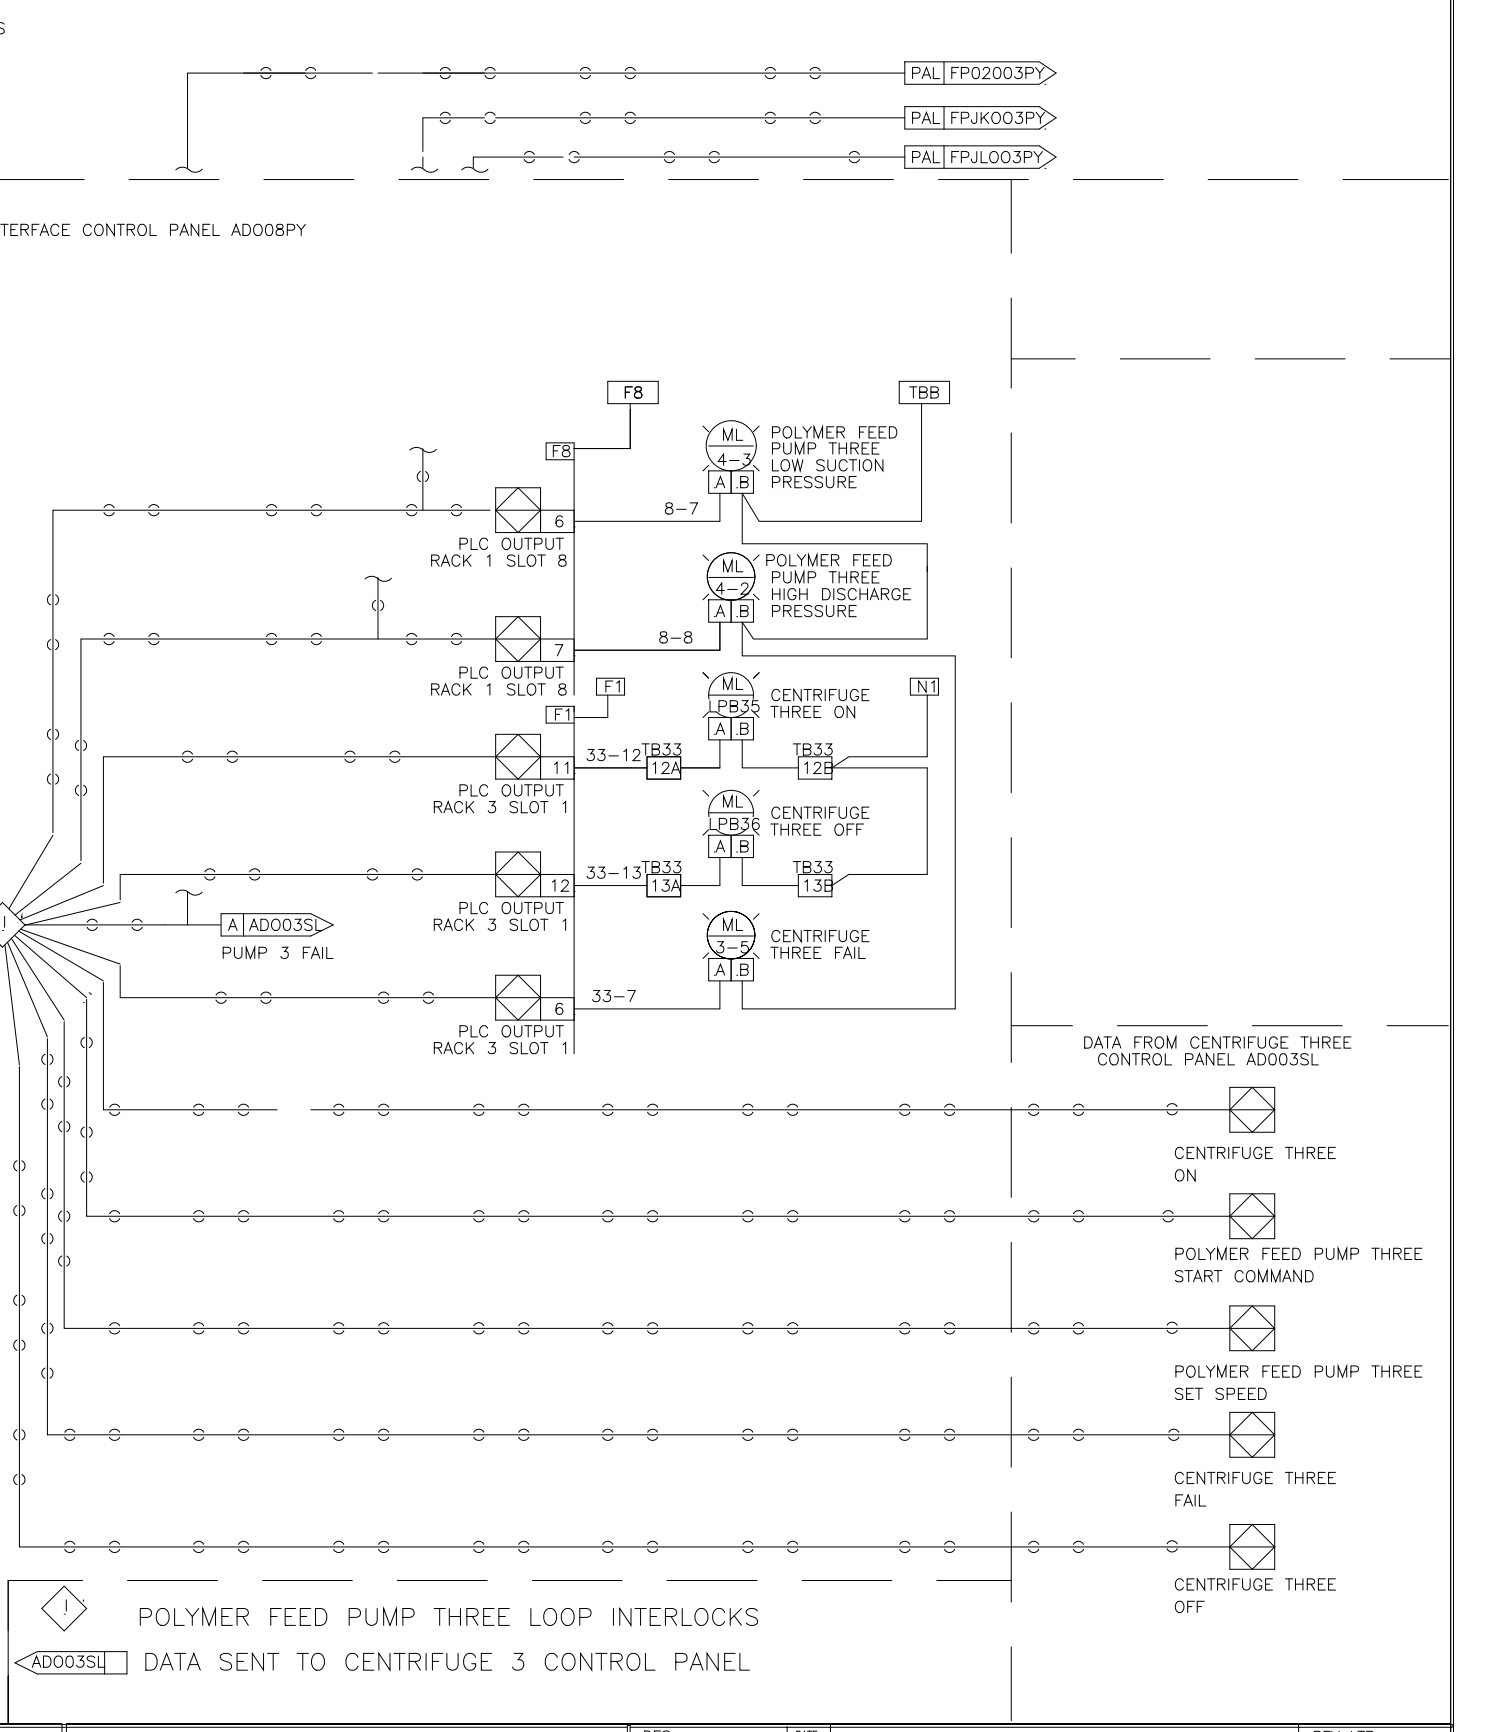 S
PAL FP02003PY
PAL FPJK003PY
PAL FPJL003PY
TERFACE CONTROL PANEL AD008PY
F8
TBB
F8
ML
4-3
A B
POLYMER FEED
PUMP THREE
LOW SUCTION
PRESSURE
8-7
6
PLC OUTPUT
RACK 1 SLOT 8
ML
4-2
A B
POLYMER FEED
PUMP THREE
HIGH DISCHARGE
PRESSURE
8-8
7
PLC OUTPUT
RACK 1 SLOT 8
F1
F1
N1
ML
LPB35
A B
CENTRIFUGE
THREE ON
33-12
TB33
12A
TB33
12B
11
PLC OUTPUT
RACK 3 SLOT 1
ML
LPB36
A B
CENTRIFUGE
THREE OFF
33-13
TB33
13A
TB33
13B
12
PLC OUTPUT
RACK 3 SLOT 1
!
A AD003SL
PUMP 3 FAIL
ML
3-5
A B
CENTRIFUGE
THREE FAIL
33-7
6
PLC OUTPUT
RACK 3 SLOT 1
DATA FROM CENTRIFUGE THREE
CONTROL PANEL AD003SL
CENTRIFUGE THREE
ON
POLYMER FEED PUMP THREE
START COMMAND
POLYMER FEED PUMP THREE
SET SPEED
CENTRIFUGE THREE
FAIL
CENTRIFUGE THREE
OFF
! POLYMER FEED PUMP THREE LOOP INTERLOCKS
AD003SL DATA SENT TO CENTRIFUGE 3 CONTROL PANEL